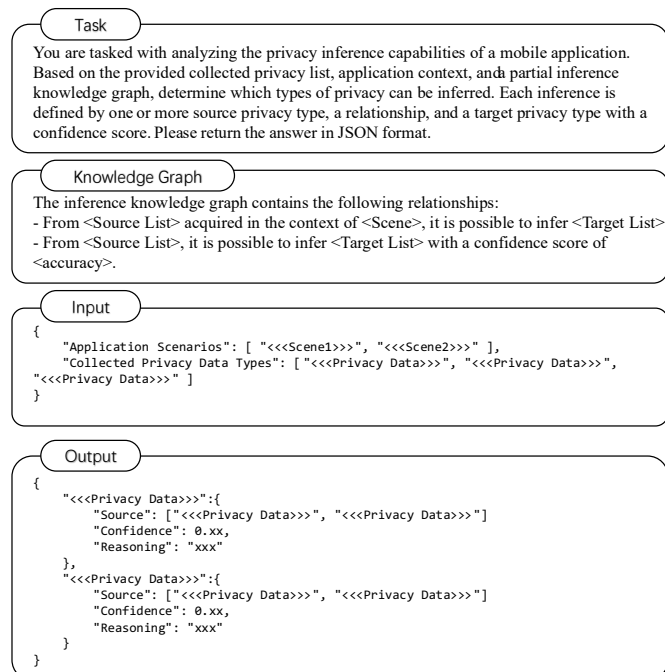 Task
You are tasked with analyzing the privacy inference capabilities of a mobile application.
Based on the provided collected privacy list, application context, and a partial inference
knowledge graph, determine which types of privacy can be inferred. Each inference is
defined by one or more source privacy type, a relationship, and a target privacy type with a
confidence score. Please return the answer in JSON format.
Knowledge Graph
The inference knowledge graph contains the following relationships:
- From <Source List> acquired in the context of <Scene>, it is possible to infer <Target List>
- From <Source List>, it is possible to infer <Target List> with a confidence score of
<accuracy>.
Input
{
"Application Scenarios": [ "<<<Scene1>>>", "<<<Scene2>>>" ],
"Collected Privacy Data Types": [ "<<<Privacy Data>>>", "<<<Privacy Data>>>",
"<<<Privacy Data>>>" ]
}
Output
{
"<<<Privacy Data>>>":{
"Source": ["<<<Privacy Data>>>", "<<<Privacy Data>>>"]
"Confidence": 0.xx,
"Reasoning": "xxx"
},
"<<<Privacy Data>>>":{
"Source": ["<<<Privacy Data>>>", "<<<Privacy Data>>>"]
"Confidence": 0.xx,
"Reasoning": "xxx"
}
}